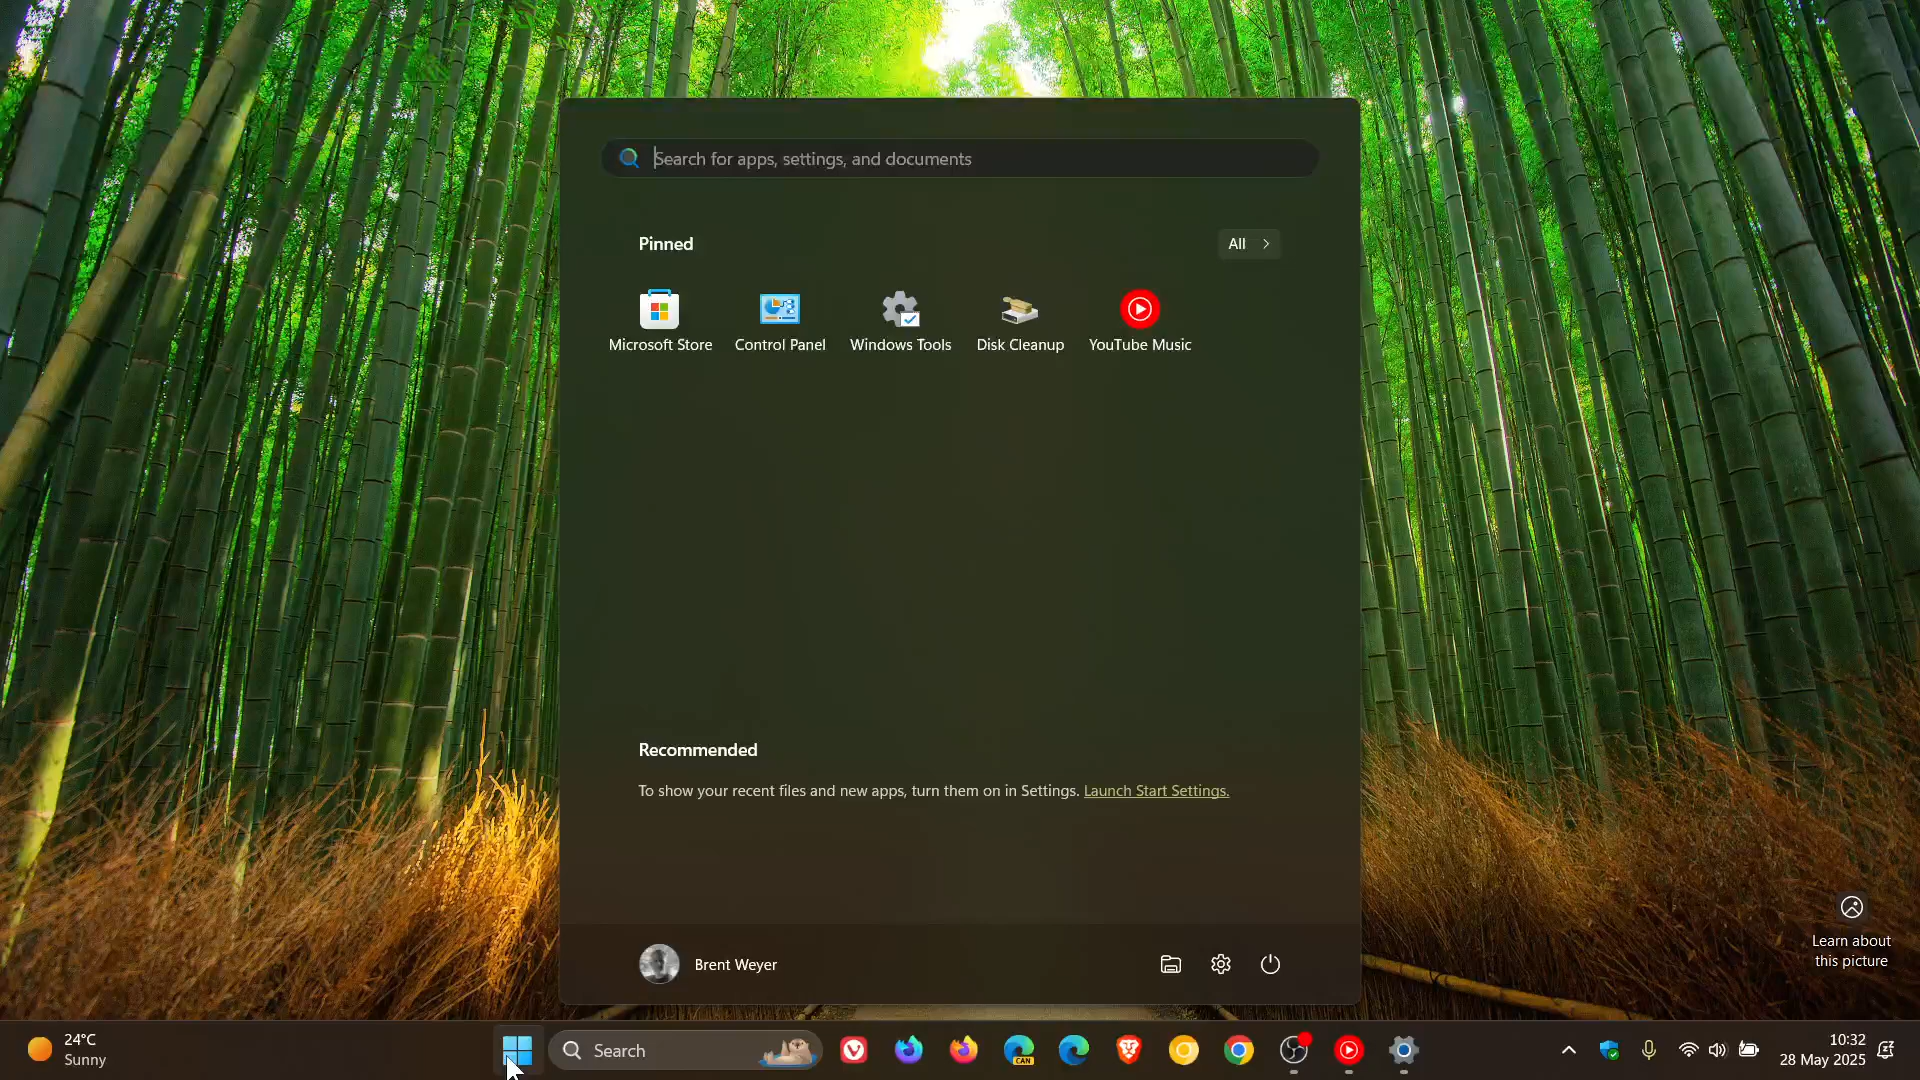 Search for apps, settings, and documents
Pinned
All
Microsoft Store
Control Panel
Windows Tools
Disk Cleanup
YouTube Music
Recommended
To show your recent files and new apps, turn them on in Settings. Launch Start Settings.
Brent Weyer
Learn about
this picture
24°C
Sunny
Search
CAN
10:32
28 May 2025